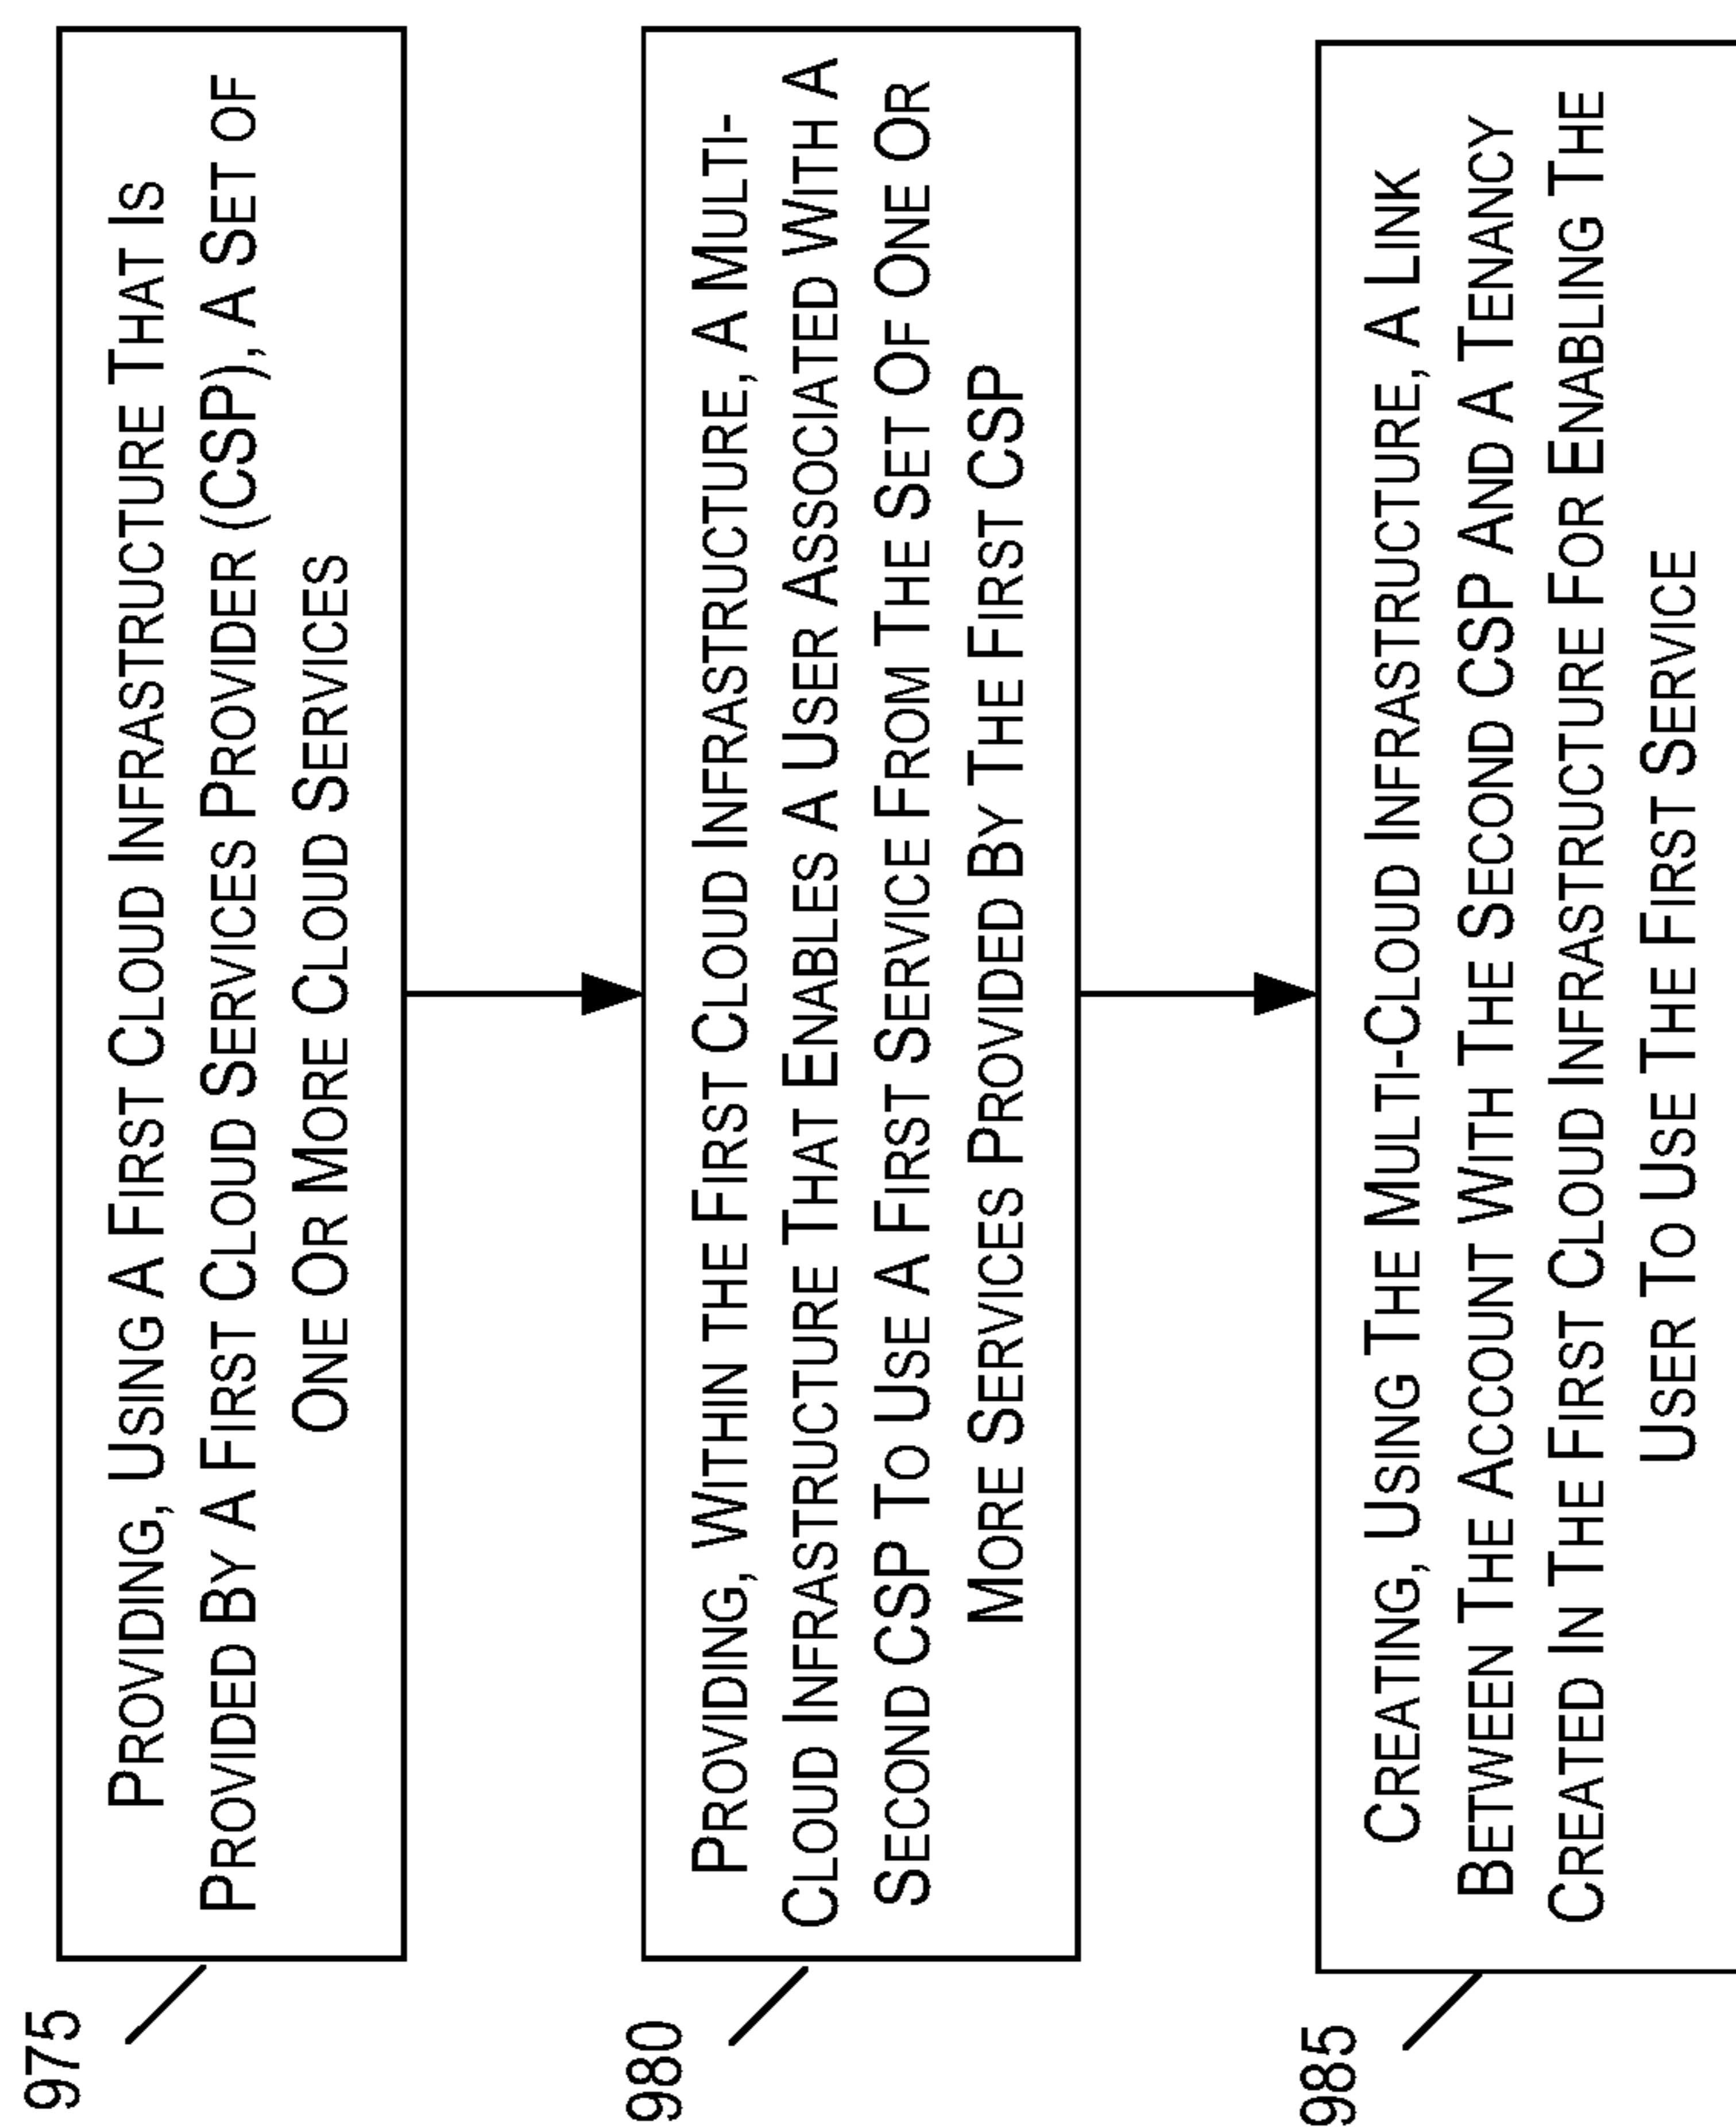 975
PROVIDING, USING A FIRST CLOUD INFRASTRUCTURE THAT IS
PROVIDED BY A FIRST CLOUD SERVICES PROVIDER (CSP), A SET OF
ONE OR MORE CLOUD SERVICES
980
PROVIDING, WITHIN THE FIRST CLOUD INFRASTRUCTURE, A MULTI-
CLOUD INFRASTRUCTURE THAT ENABLES A USER ASSOCIATED WITH A
SECOND CSP TO USE A FIRST SERVICE FROM THE SET OF ONE OR
MORE SERVICES PROVIDED BY THE FIRST CSP
985
CREATING, USING THE MULTI-CLOUD INFRASTRUCTURE, A LINK
BETWEEN THE ACCOUNT WITH THE SECOND CSP AND A TENANCY
CREATED IN THE FIRST CLOUD INFRASTRUCTURE FOR ENABLING THE
USER TO USE THE FIRST SERVICE